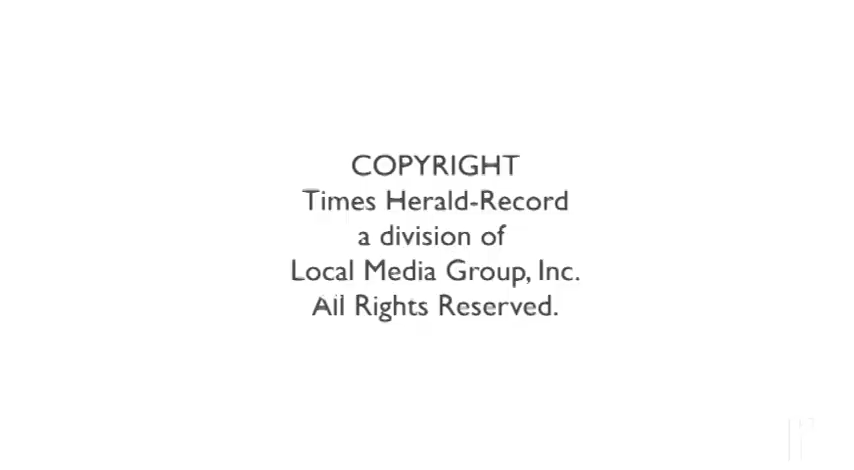 COPYRIGHT
Times Herald-Record
a division of
Local Media Group, Inc.
All Rights Reserved.